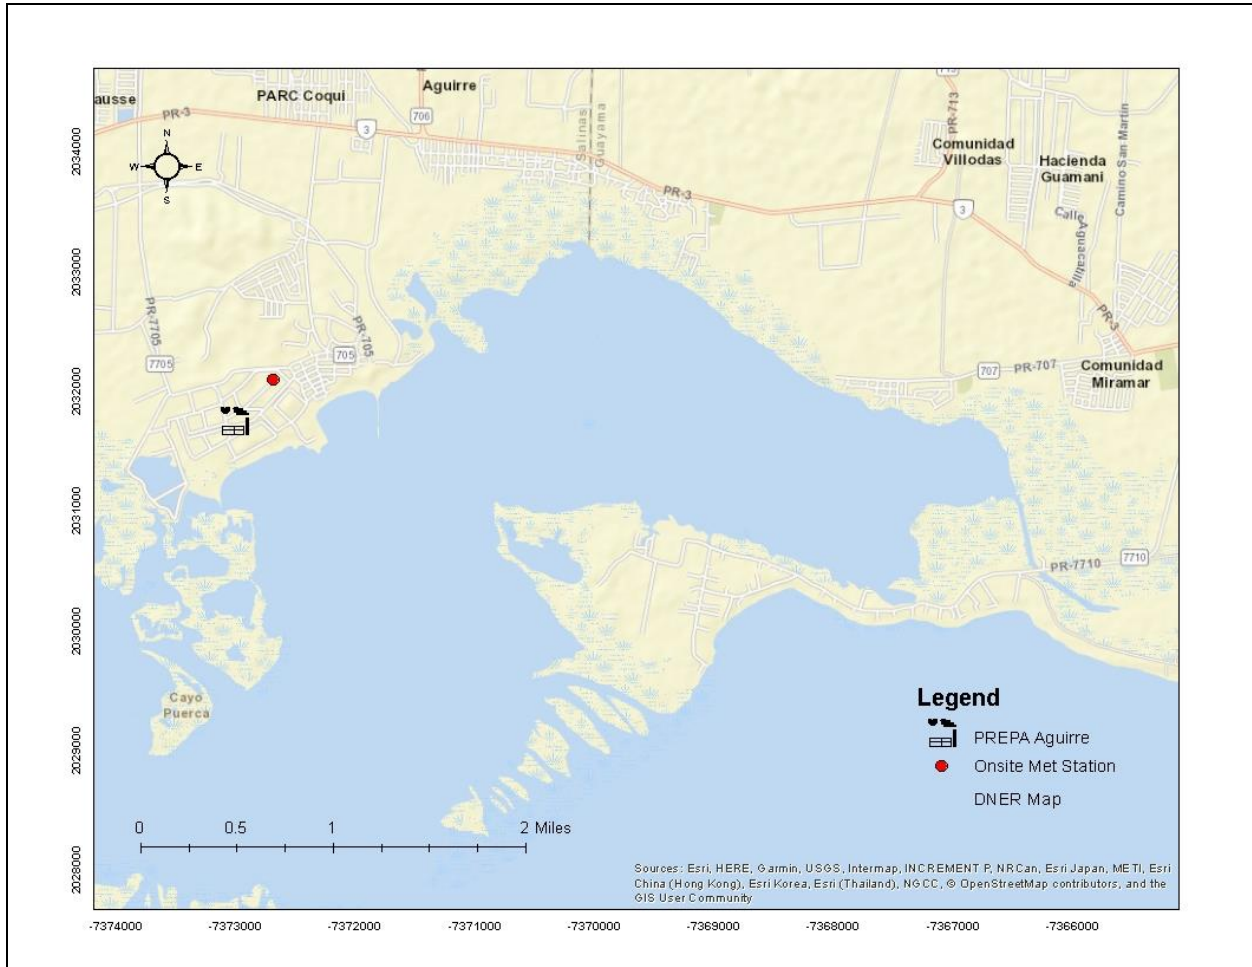 Aguirre
PARC Coqui
ausse
PR-3
706
3
Salinas
Guayama
PR-713
Comunidad
Villodas
Hacienda
Guamani
Camino San Martin
N
W
E
S
PR-3
3
Calle Aguacatilla
PR-3
PR-7705
7705
PR-705
705
707
PR-707
Comunidad
Miramar
PR-7710
7710
Cayo
Puerca
Legend
PREPA Aguirre
Onsite Met Station
DNER Map
0
0.5
1
2 Miles
Sources: Esri, HERE, Garmin, USGS, Intermap, INCREMENT P, NRCan, Esri Japan, METI, Esri
China (Hong Kong), Esri Korea, Esri (Thailand), NGCC, © OpenStreetMap contributors, and the
GIS User Community
2034000
2033000
2032000
2031000
2030000
2029000
2028000
-7374000
-7373000
-7372000
-7371000
-7370000
-7369000
-7368000
-7367000
-7366000